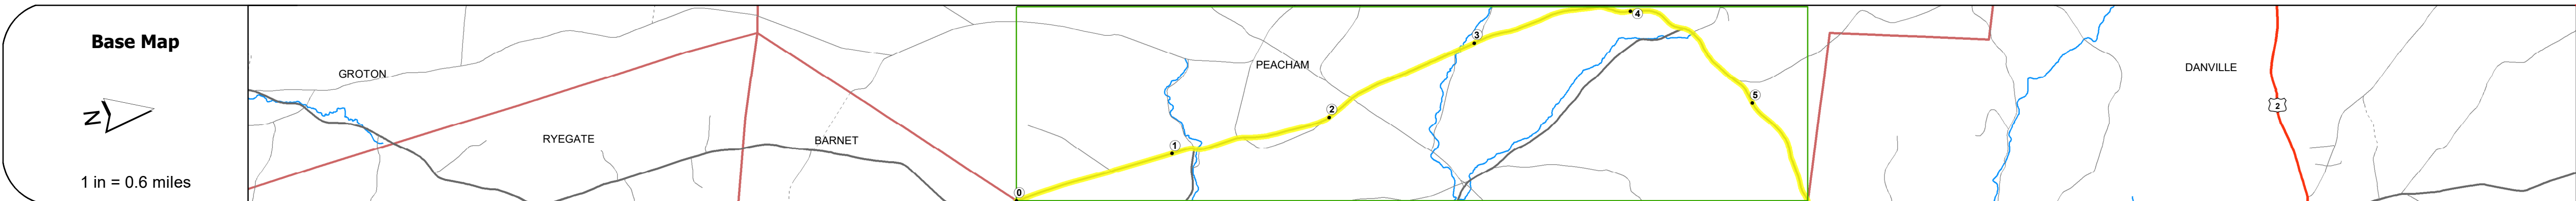 Base Map
N
1 in = 0.6 miles
GROTON
RYEGATE
BARNET
PEACHAM
DANVILLE
0
1
2
3
4
5
2